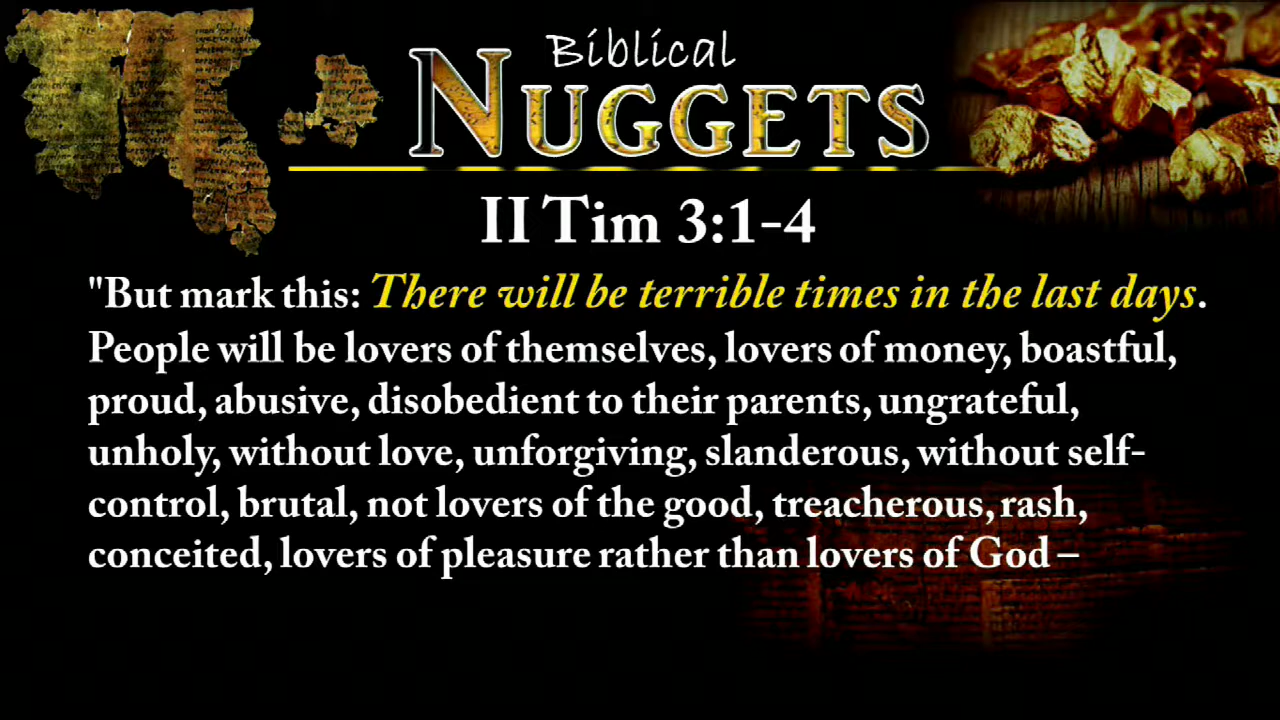 Biblical
NUGGETS
II Tim 3:1-4
"But mark this: There will be terrible times in the last days.
People will be lovers of themselves, lovers of money, boastful,
proud, abusive, disobedient to their parents, ungrateful,
unholy, without love, unforgiving, slanderous, without self-
control, brutal, not lovers of the good, treacherous, rash,
conceited, lovers of pleasure rather than lovers of God –